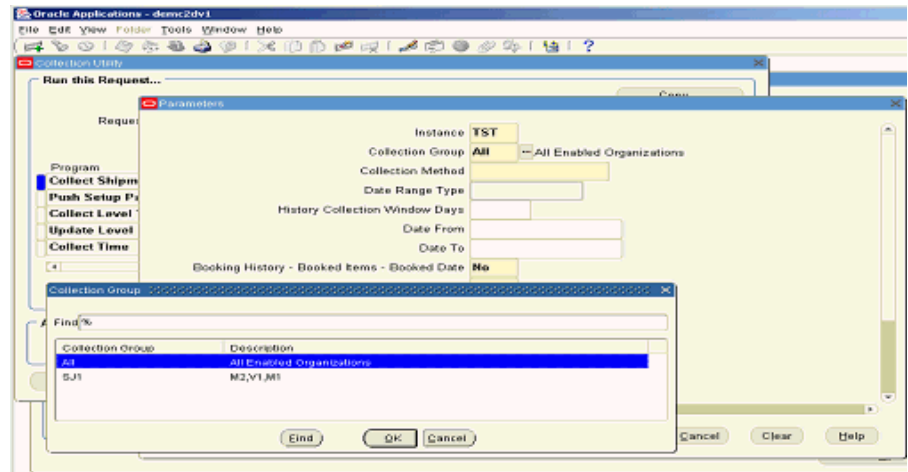 Oracle Applications - demc2dv1
File Edit View Folder Tools Window Help
Collection Utility
Run this Request...
Copy
Parameters
Reques
Instance TST
Collection Group All All Enabled Organizations
Collection Method
Date Range Type
History Collection Window Days
Date From
Date To
Booking History - Booked Items - Booked Date No
Program
Collect Shipm
Push Setup Pa
Collect Level
Update Level
Collect Time
Collection Group
Find %
Collection Group Description
All All Enabled Organizations
SJ1 M2,V1,M1
Find OK Cancel
Cancel Clear Help